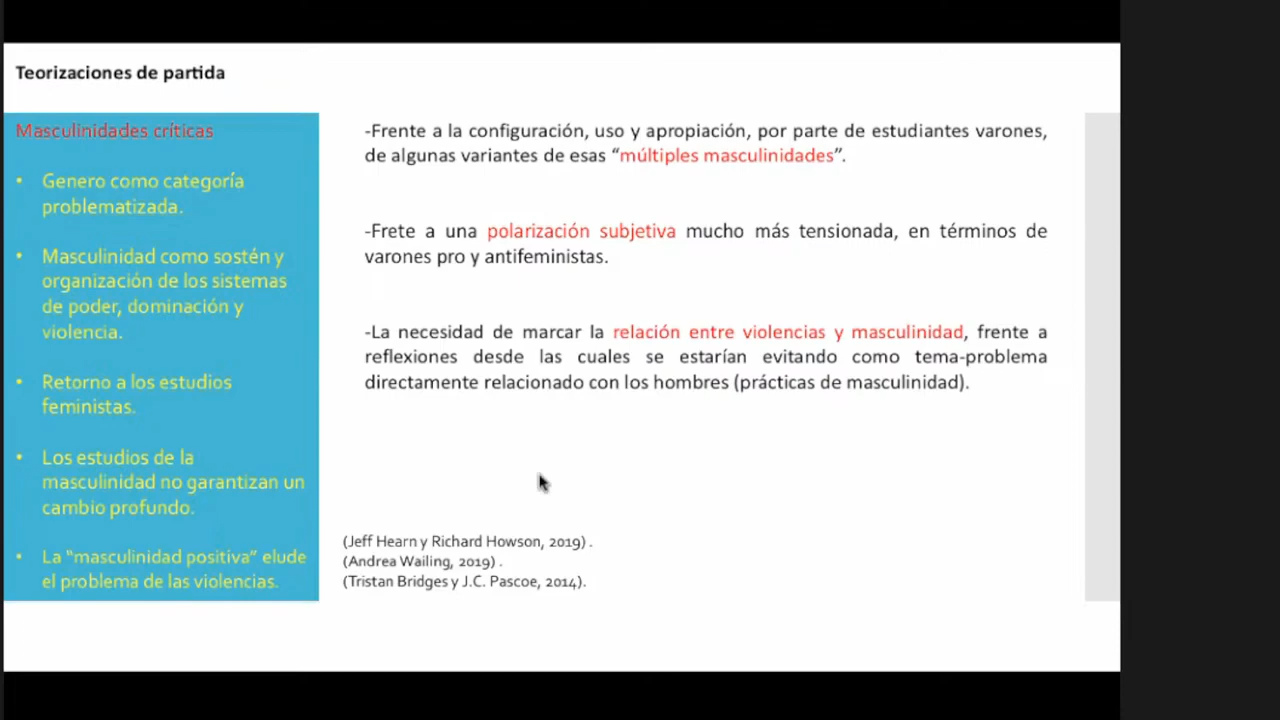 Teorizaciones de partida
Masculinidades críticas
• Genero como categoría
problematizada.
• Masculinidad como sostén y
organización de los sistemas
de poder, dominación y
violencia.
• Retorno a los estudios
feministas.
• Los estudios de la
masculinidad no garantizan un
cambio profundo.
• La “masculinidad positiva” elude
el problema de las violencias.
-Frente a la configuración, uso y apropiación, por parte de estudiantes varones,
de algunas variantes de esas “múltiples masculinidades”.
-Frete a una polarización subjetiva mucho más tensionada, en términos de
varones pro y antifeministas.
-La necesidad de marcar la relación entre violencias y masculinidad, frente a
reflexiones desde las cuales se estarían evitando como tema-problema
directamente relacionado con los hombres (prácticas de masculinidad).
(Jeff Hearn y Richard Howson, 2019) .
(Andrea Wailing, 2019) .
(Tristan Bridges y J.C. Pascoe, 2014).